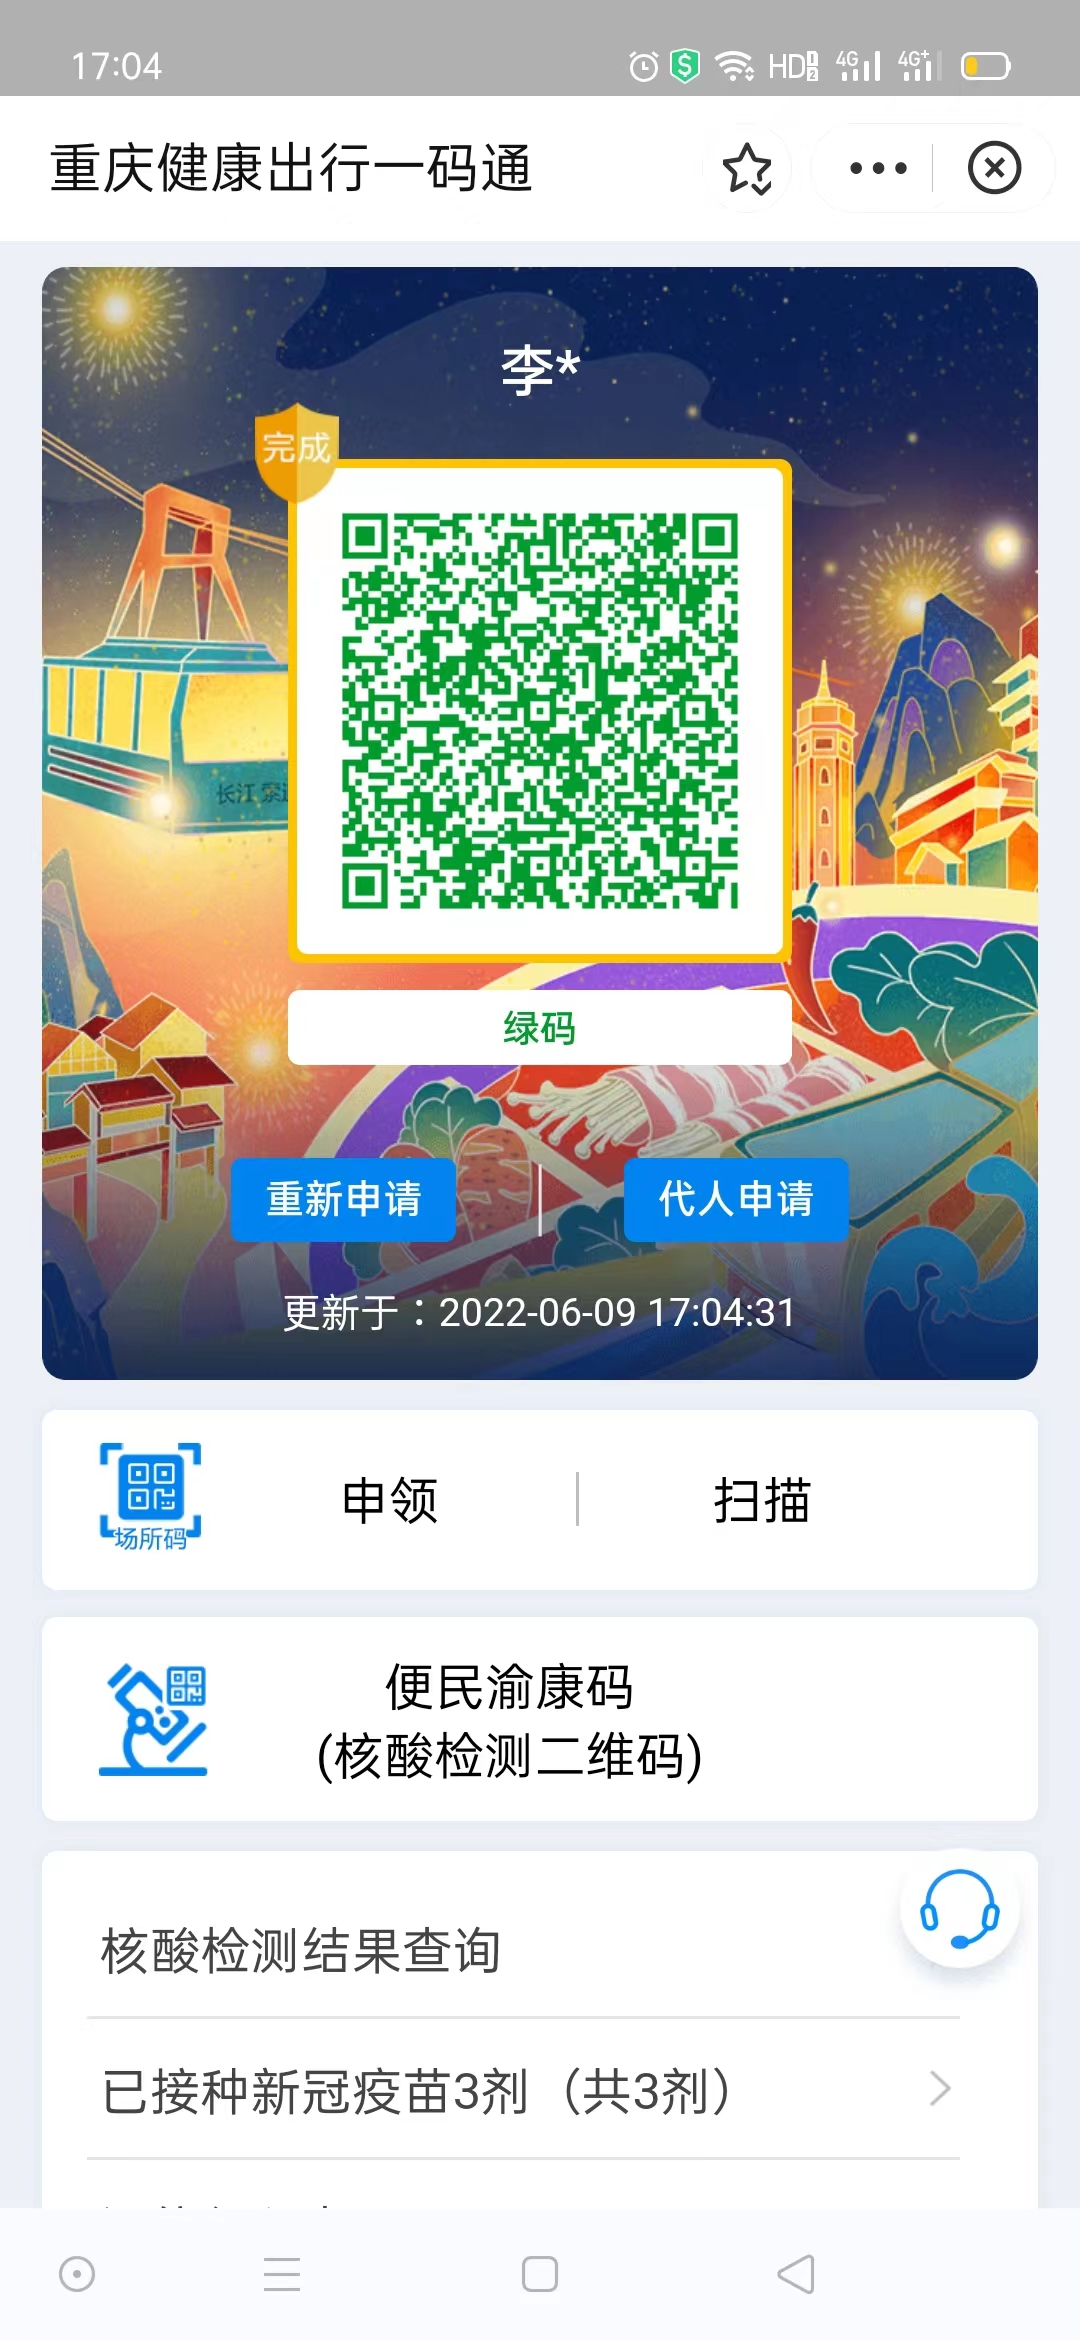 17:04
HD
4G
4G+
重庆健康出行一码通
李*
完成
长江 索道
绿码
重新申请
代人申请
更新于：2022-06-09 17:04:31
场所码
申领
扫描
便民渝康码
(核酸检测二维码)
核酸检测结果查询
已接种新冠疫苗3剂（共3剂）